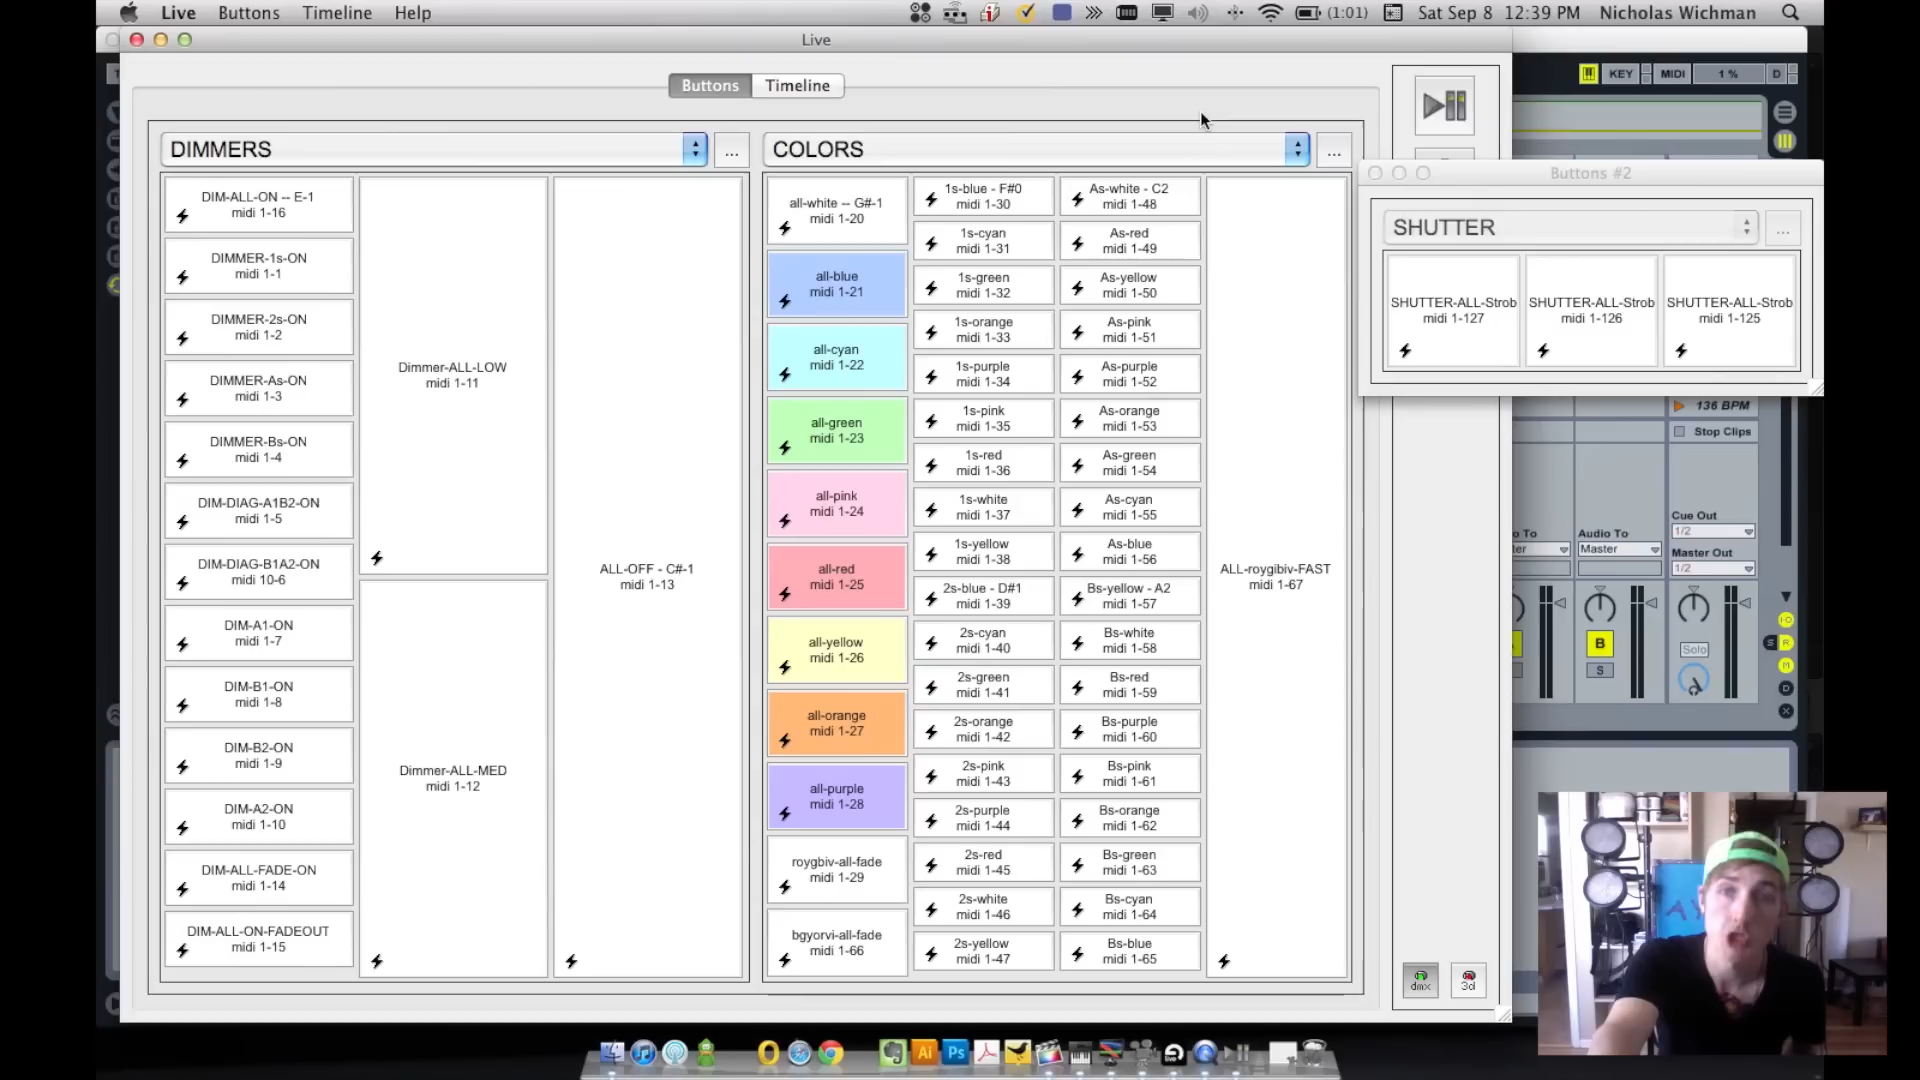 Live Buttons Timeline Help
(1:01) Sat Sep 8 12:39 PM Nicholas Wichman
Live
Buttons Timeline
DIMMERS
...
DIM-ALL-ON -- E-1
midi 1-16
DIMMER-1s-ON
midi 1-1
DIMMER-2s-ON
midi 1-2
DIMMER-As-ON
midi 1-3
DIMMER-Bs-ON
midi 1-4
DIM-DIAG-A1B2-ON
midi 1-5
DIM-DIAG-B1A2-ON
midi 10-6
DIM-A1-ON
midi 1-7
DIM-B1-ON
midi 1-8
DIM-B2-ON
midi 1-9
DIM-A2-ON
midi 1-10
DIM-ALL-FADE-ON
midi 1-14
DIM-ALL-ON-FADEOUT
midi 1-15
Dimmer-ALL-LOW
midi 1-11
Dimmer-ALL-MED
midi 1-12
ALL-OFF - C#-1
midi 1-13
COLORS
...
all-white -- G#-1
midi 1-20
all-blue
midi 1-21
all-cyan
midi 1-22
all-green
midi 1-23
all-pink
midi 1-24
all-red
midi 1-25
all-yellow
midi 1-26
all-orange
midi 1-27
all-purple
midi 1-28
roygbiv-all-fade
midi 1-29
bgyorvi-all-fade
midi 1-66
1s-blue - F#0
midi 1-30
1s-cyan
midi 1-31
1s-green
midi 1-32
1s-orange
midi 1-33
1s-purple
midi 1-34
1s-pink
midi 1-35
1s-red
midi 1-36
1s-white
midi 1-37
1s-yellow
midi 1-38
2s-blue - D#1
midi 1-39
2s-cyan
midi 1-40
2s-green
midi 1-41
2s-orange
midi 1-42
2s-pink
midi 1-43
2s-purple
midi 1-44
2s-red
midi 1-45
2s-white
midi 1-46
2s-yellow
midi 1-47
As-white - C2
midi 1-48
As-red
midi 1-49
As-yellow
midi 1-50
As-pink
midi 1-51
As-purple
midi 1-52
As-orange
midi 1-53
As-green
midi 1-54
As-cyan
midi 1-55
As-blue
midi 1-56
Bs-yellow - A2
midi 1-57
Bs-white
midi 1-58
Bs-red
midi 1-59
Bs-purple
midi 1-60
Bs-pink
midi 1-61
Bs-orange
midi 1-62
Bs-green
midi 1-63
Bs-cyan
midi 1-64
Bs-blue
midi 1-65
ALL-roygibiv-FAST
midi 1-67
dmx
3d
KEY MIDI 1 % D
Buttons #2
SHUTTER
...
SHUTTER-ALL-Strob
midi 1-127
SHUTTER-ALL-Strob
midi 1-126
SHUTTER-ALL-Strob
midi 1-125
136 BPM
Stop Clips
Cue Out
1/2
Audio To
Master
Master Out
1/2
B
S
Solo
S R
M
D
Ai
Ps